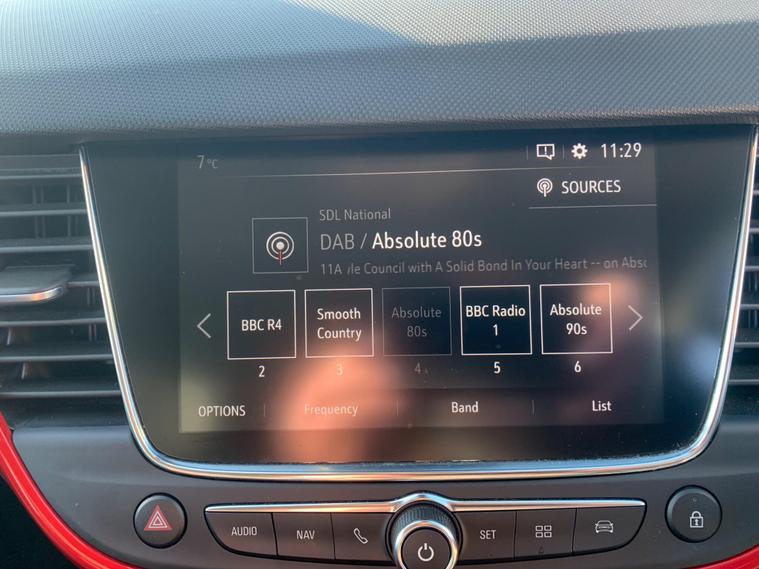 7°C 11:29
SOURCES
SDL National
DAB / Absolute 80s
11A le Council with A Solid Bond In Your Heart -- on Abso
BBC R4 Smooth Country Absolute 80s BBC Radio 1 Absolute 90s
2 3 4 5 6
OPTIONS Frequency Band List
AUDIO NAV SET